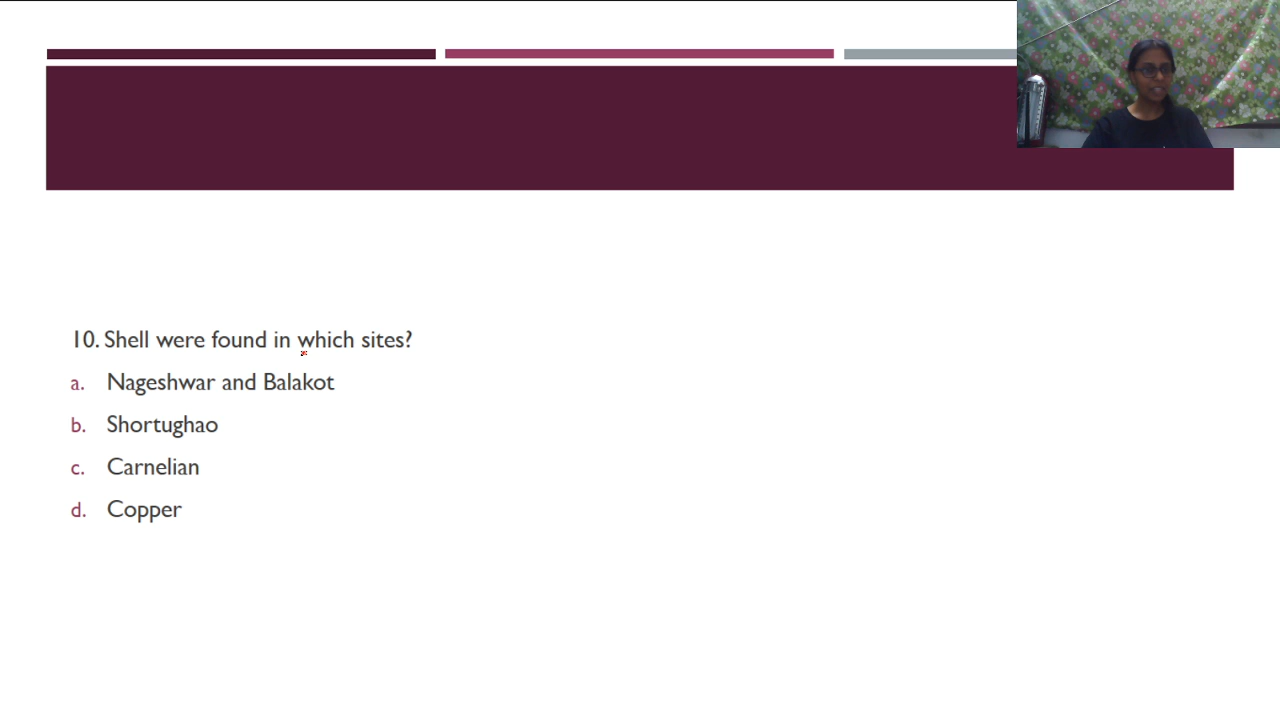 10. Shell were found in which sites?
a. Nageshwar and Balakot
b. Shortughao
c. Carnelian
d. Copper